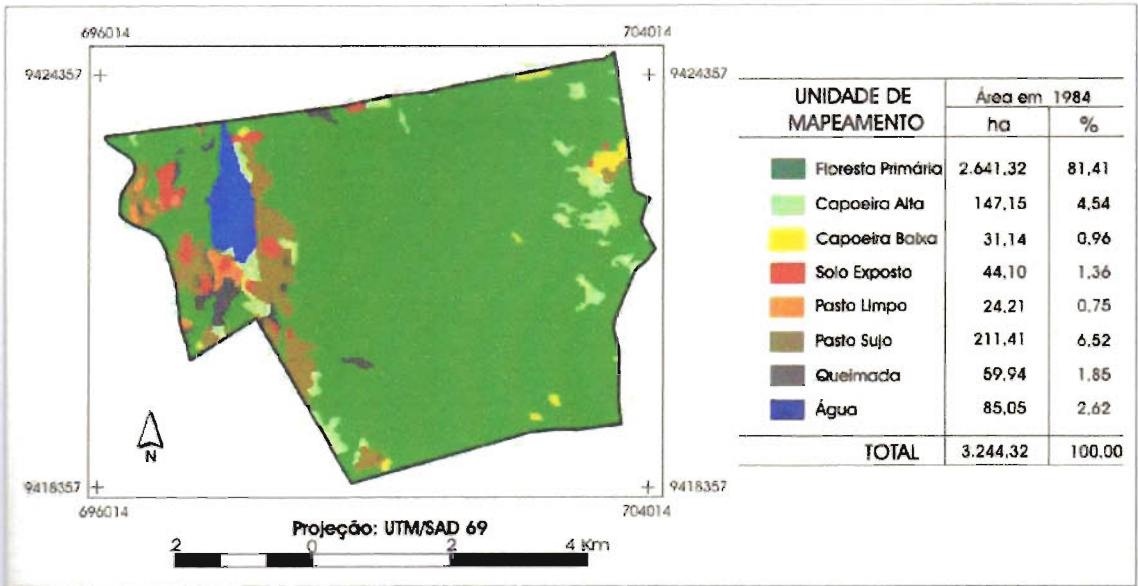 696014 704014
9424357 9424357
UNIDADE DE MAPEAMENTO Área em 1984
ha %
Floresta Primária 2.641,32 81,41
Capoeira Alta 147,15 4,54
Capoeira Baixa 31,14 0,96
Solo Exposto 44,10 1,36
Pasto Limpo 24,21 0,75
Pasto Sujo 211,41 6,52
Queimada 59,94 1,85
Água 85,05 2,62
TOTAL 3.244,32 100,00
N
9418357 9418357
696014 704014
Projeção: UTM/SAD 69
2 0 2 4 Km